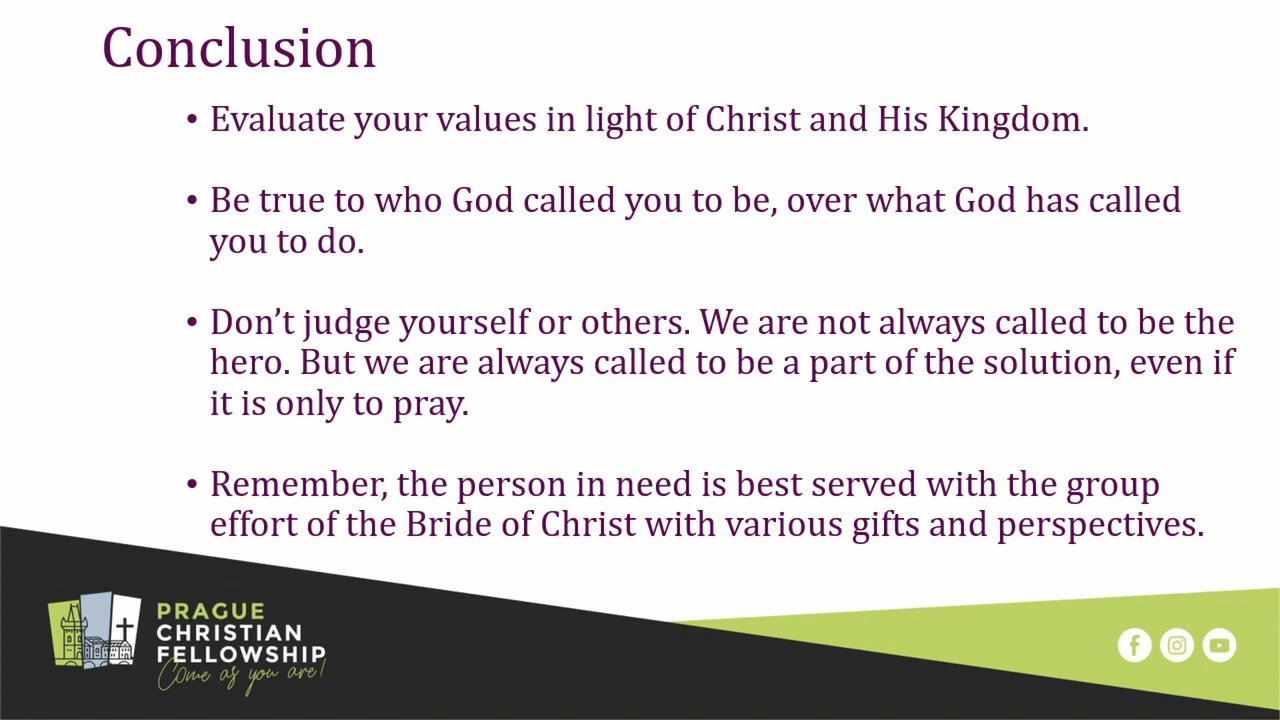 Conclusion
• Evaluate your values in light of Christ and His Kingdom.
• Be true to who God called you to be, over what God has called
you to do.
• Don’t judge yourself or others. We are not always called to be the
hero. But we are always called to be a part of the solution, even if
it is only to pray.
• Remember, the person in need is best served with the group
effort of the Bride of Christ with various gifts and perspectives.
PRAGUE
CHRISTIAN
FELLOWSHIP
Come as you are!